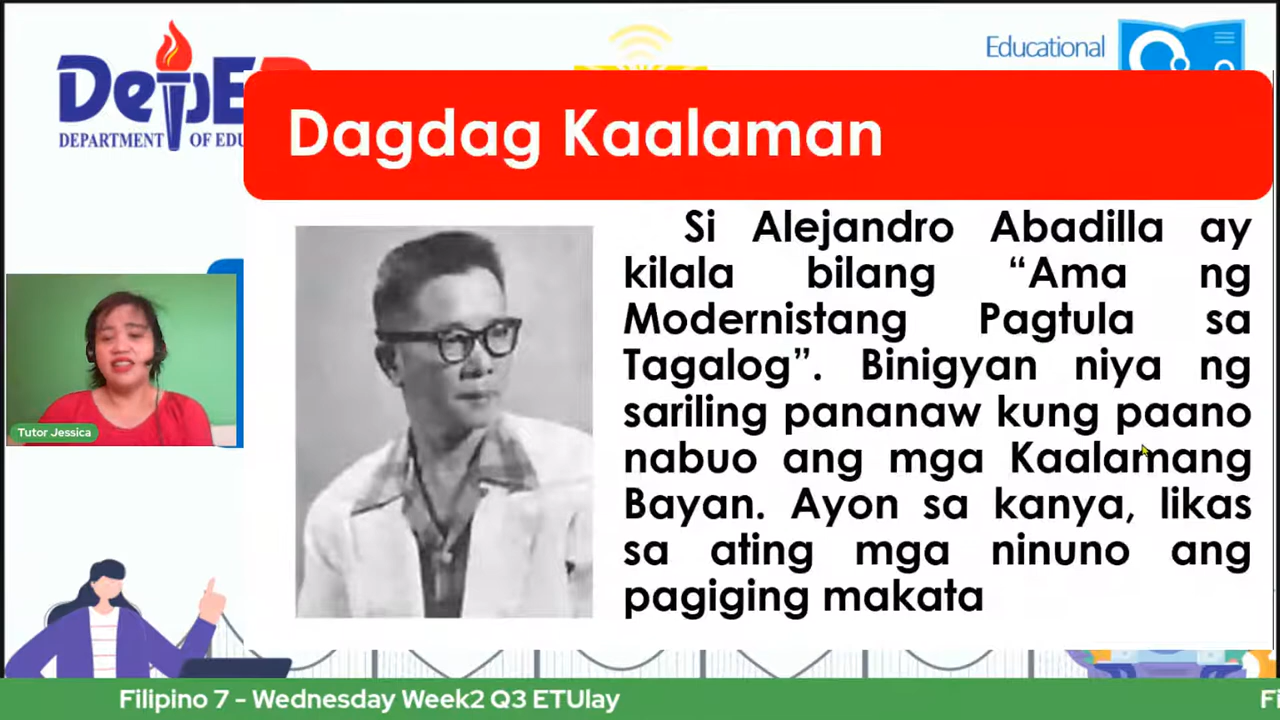 DepE
DEPARTMENT OF EDU
Educational
Dagdag Kaalaman
Si Alejandro Abadilla ay
kilala bilang “Ama ng
Modernistang Pagtula sa
Tagalog”. Binigyan niya ng
sariling pananaw kung paano
nabuo ang mga Kaalamang
Bayan. Ayon sa kanya, likas
sa ating mga ninuno ang
pagiging makata
Tutor Jessica
Filipino 7 - Wednesday Week2 Q3 ETUlay
Fi